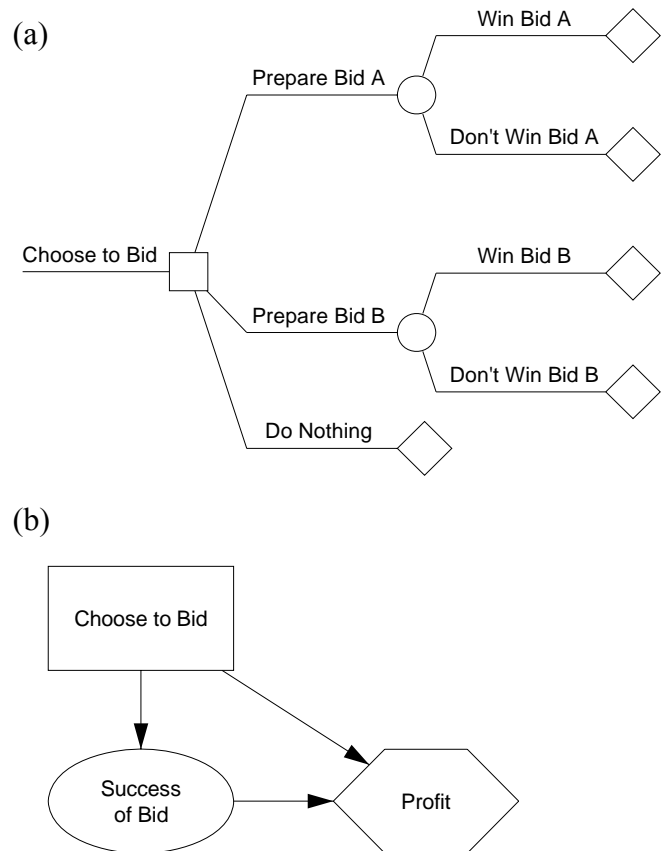 (a)
Win Bid A
Prepare Bid A
Don't Win Bid A
Choose to Bid
Win Bid B
Prepare Bid B
Don't Win Bid B
Do Nothing
(b)
Choose to Bid
Success
of Bid
Profit